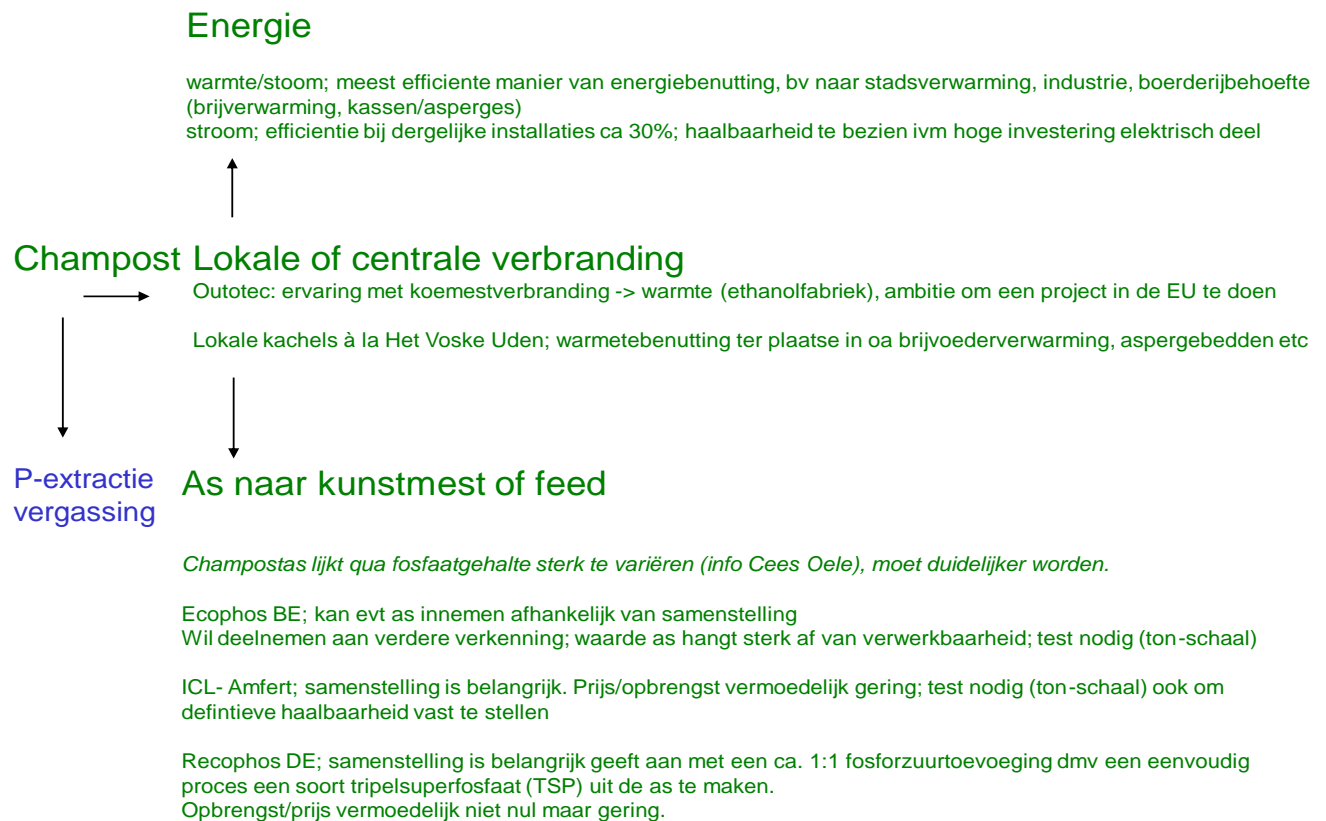 Energie
warmte/stoom; meest efficiente manier van energiebenutting, bv naar stadsverwarming, industrie, boerderijbehoefte
(brijverwarming, kassen/asperges)
stroom; efficientie bij dergelijke installaties ca 30%; haalbaarheid te bezien ivm hoge investering elektrisch deel
Champost Lokale of centrale verbranding
Outotec: ervaring met koemestverbranding -> warmte (ethanolfabriek), ambitie om een project in de EU te doen
Lokale kachels à la Het Voske Uden; warmetebenutting ter plaatse in oa brijvoederverwarming, aspergebedden etc
P-extractie
vergassing
As naar kunstmest of feed
Champostas lijkt qua fosfaatgehalte sterk te variëren (info Cees Oele), moet duidelijker worden.
Ecophos BE; kan evt as innemen afhankelijk van samenstelling
Wil deelnemen aan verdere verkenning; waarde as hangt sterk af van verwerkbaarheid; test nodig (ton-schaal)
ICL- Amfert; samenstelling is belangrijk. Prijs/opbrengst vermoedelijk gering; test nodig (ton-schaal) ook om
defintieve haalbaarheid vast te stellen
Recophos DE; samenstelling is belangrijk geeft aan met een ca. 1:1 fosforzuurtoevoeging dmv een eenvoudig
proces een soort tripelsuperfosfaat (TSP) uit de as te maken.
Opbrengst/prijs vermoedelijk niet nul maar gering.